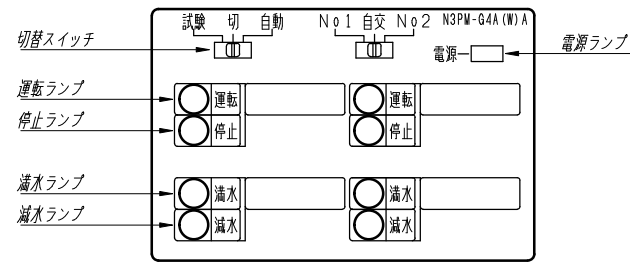 試験 切 自動 No1 自交 No2 N3PM-G4A(W)A
切替スイッチ 電源 電源ランプ
運転ランプ 運転 運転
停止ランプ 停止 停止
満水ランプ 満水 満水
減水ランプ 減水 減水